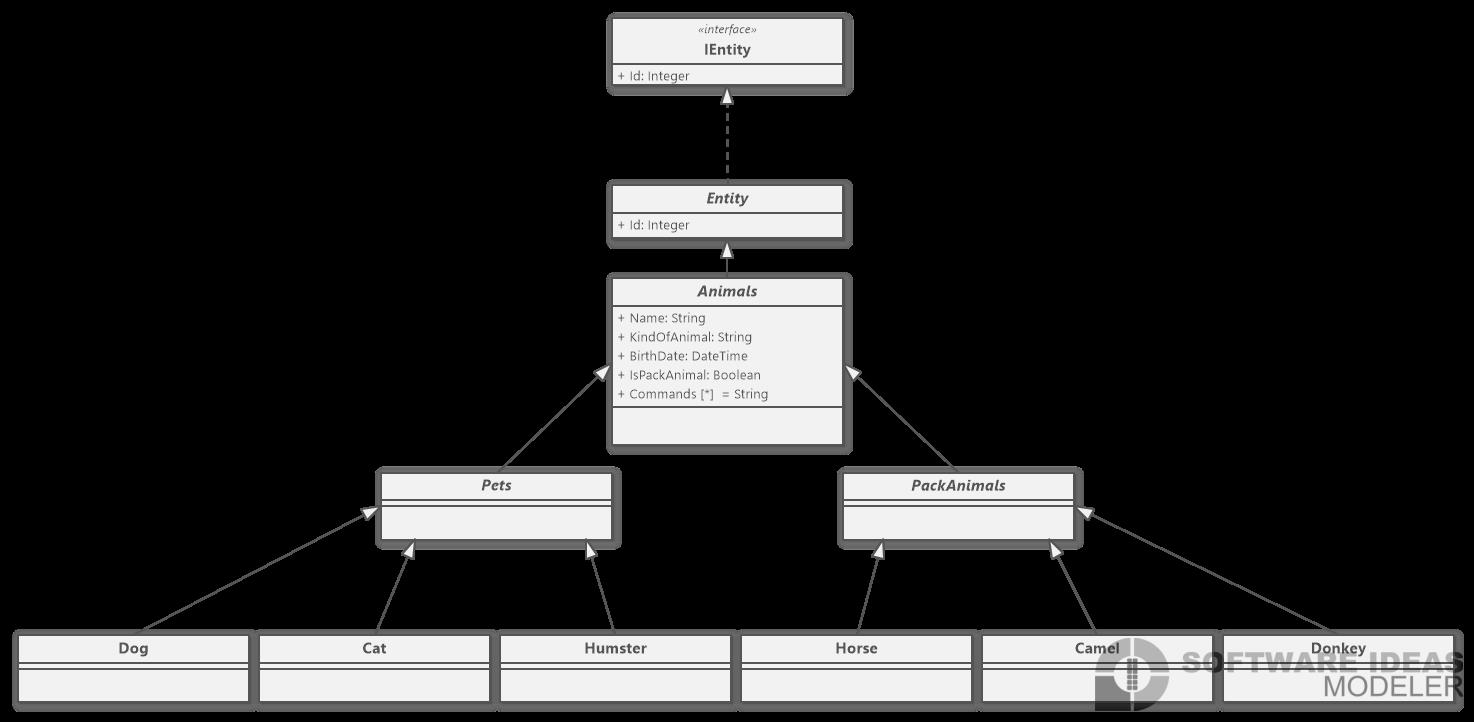 «interface»
IEntity
+ Id: Integer
Entity
+ Id: Integer
Animals
+ Name: String
+ KindOfAnimal: String
+ BirthDate: DateTime
+ IsPackAnimal: Boolean
+ Commands [*]  = String
Pets
PackAnimals
Dog
Cat
Humster
Horse
Camel
Donkey
SOFTWARE IDEAS
MODELER